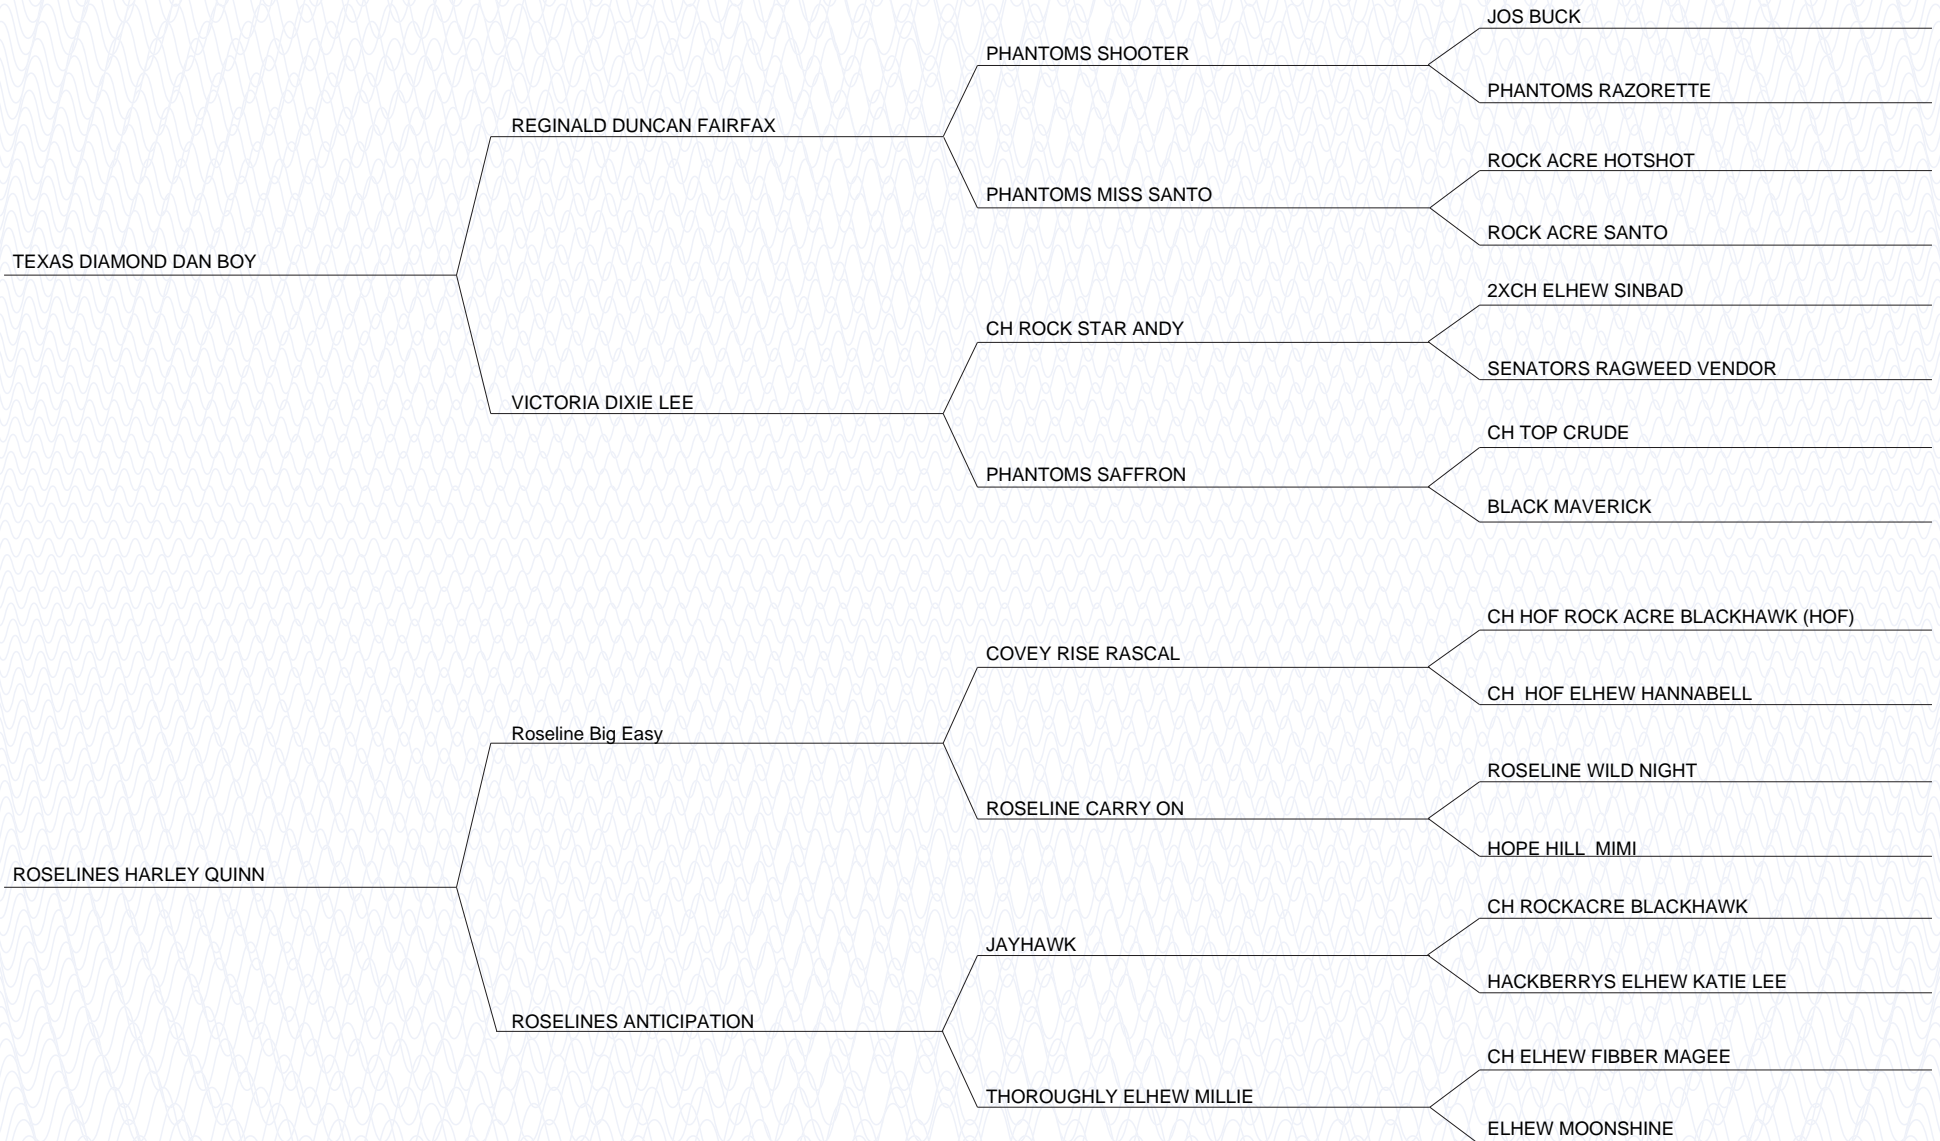 JOS BUCK
PHANTOMS SHOOTER
PHANTOMS RAZORETTE
REGINALD DUNCAN FAIRFAX
ROCK ACRE HOTSHOT
PHANTOMS MISS SANTO
ROCK ACRE SANTO
TEXAS DIAMOND DAN BOY
2XCH ELHEW SINBAD
CH ROCK STAR ANDY
SENATORS RAGWEED VENDOR
VICTORIA DIXIE LEE
CH TOP CRUDE
PHANTOMS SAFFRON
BLACK MAVERICK
CH HOF ROCK ACRE BLACKHAWK (HOF)
COVEY RISE RASCAL
CH  HOF ELHEW HANNABELL
Roseline Big Easy
ROSELINE WILD NIGHT
ROSELINE CARRY ON
HOPE HILL  MIMI
ROSELINES HARLEY QUINN
CH ROCKACRE BLACKHAWK
JAYHAWK
HACKBERRYS ELHEW KATIE LEE
ROSELINES ANTICIPATION
CH ELHEW FIBBER MAGEE
THOROUGHLY ELHEW MILLIE
ELHEW MOONSHINE